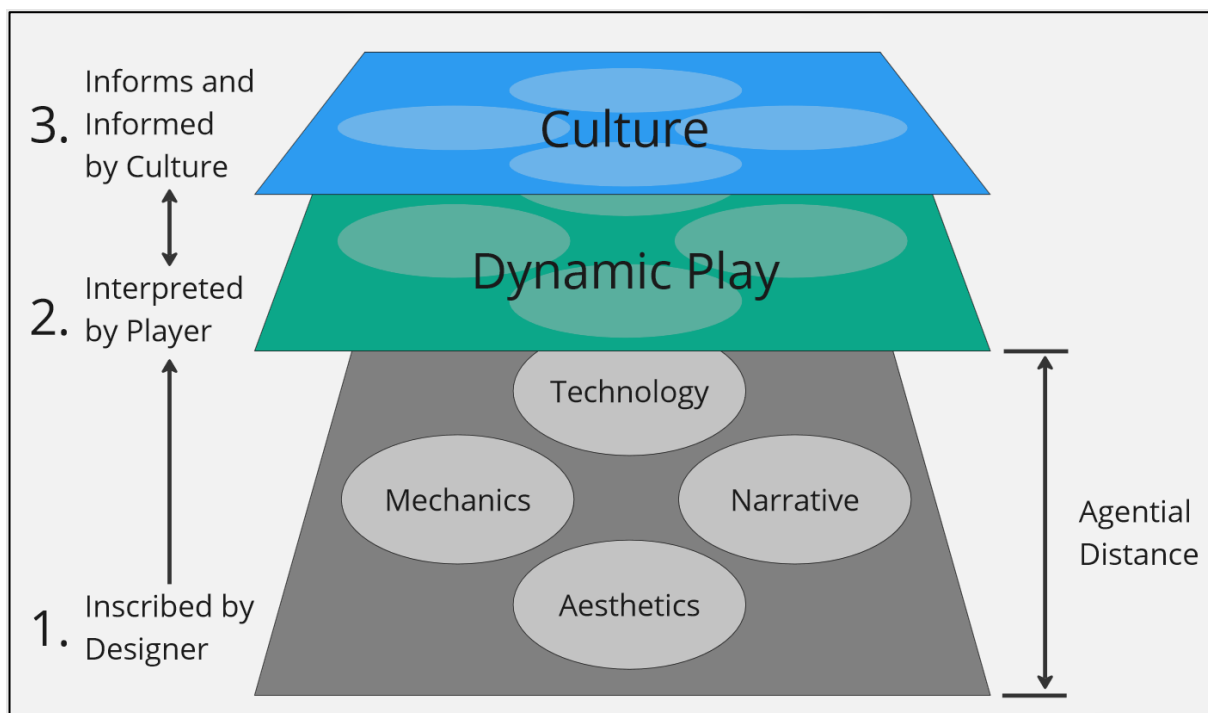 3. Informs and
Informed
by Culture
Culture
2. Interpreted
by Player
Dynamic Play
Technology
Mechanics
Narrative
Aesthetics
Agential
Distance
1. Inscribed by
Designer